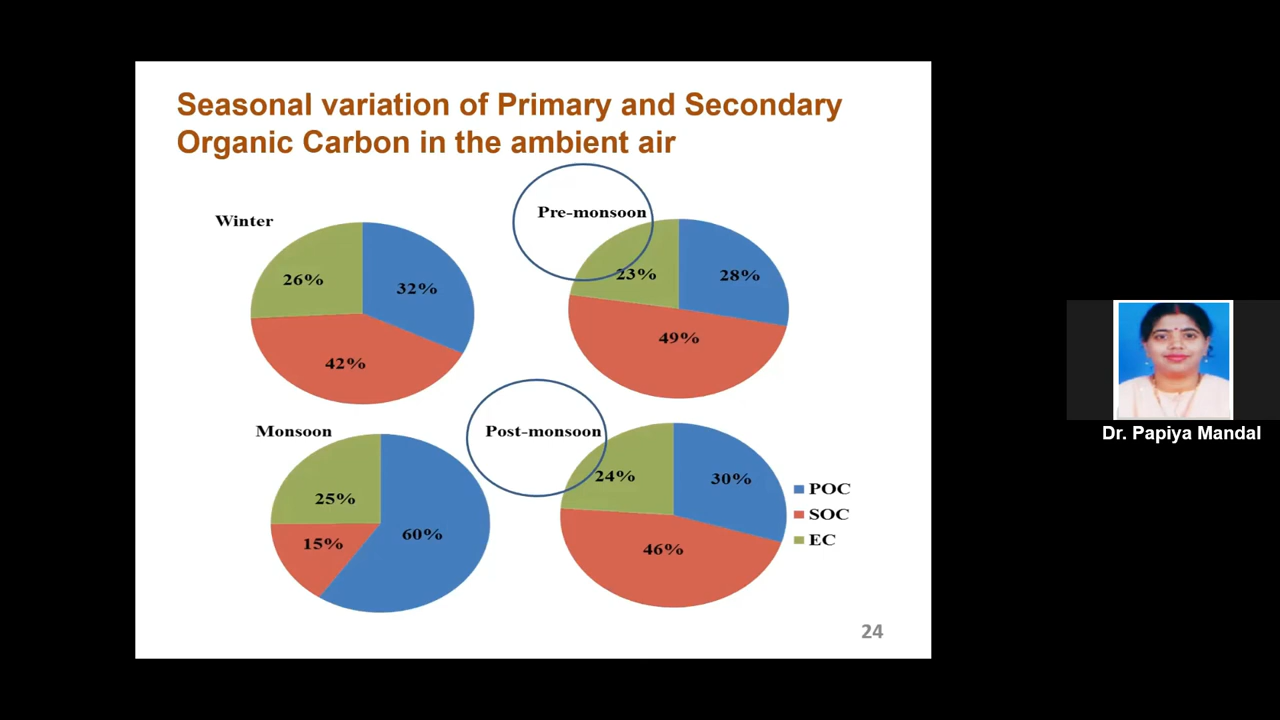 Seasonal variation of Primary and Secondary
Organic Carbon in the ambient air
Winter
26%
32%
42%
Pre-monsoon
23%
28%
49%
Monsoon
25%
15%
60%
Post-monsoon
24%
30%
46%
POC
SOC
EC
24
Dr. Papiya Mandal